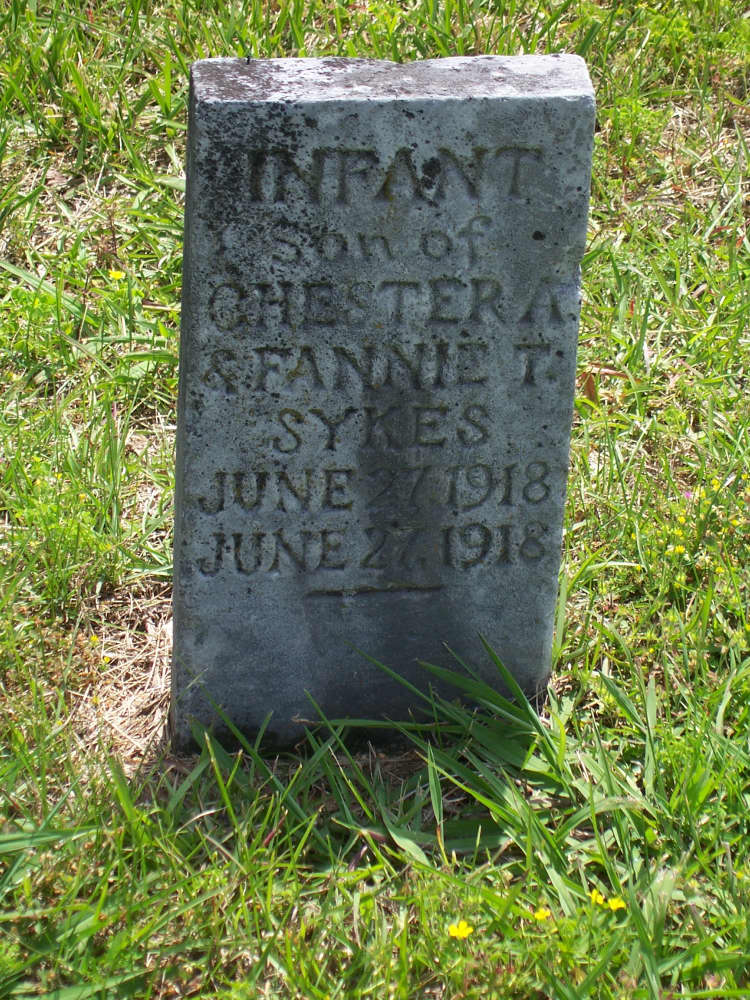 INFANT
son of
CHESTER A.
& FANNIE T.
SYKES
JUNE 27, 1918
JUNE 27, 1918